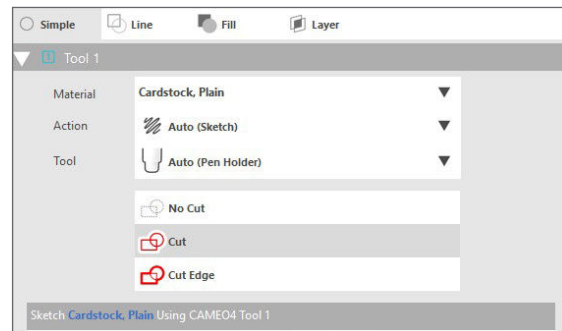 Simple Line Fill Layer
1 Tool 1
Material Cardstock, Plain
Action Auto (Sketch)
Tool Auto (Pen Holder)
No Cut
Cut
Cut Edge
Sketch Cardstock, Plain Using CAMEO4 Tool 1